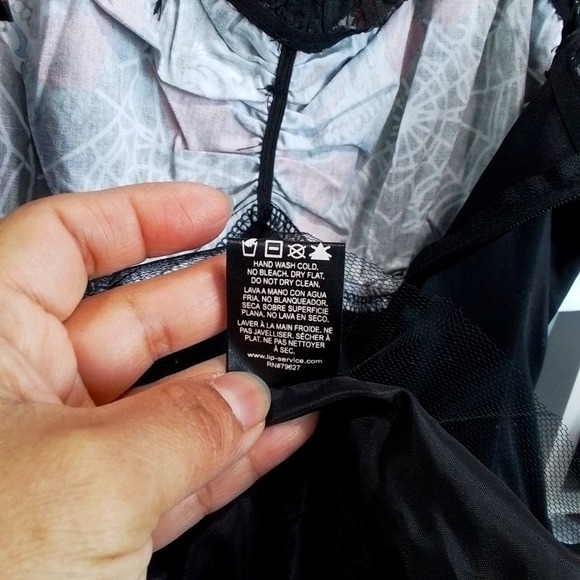 HAND WASH COLD.
NO BLEACH. DRY FLAT.
DO NOT DRY CLEAN.
LAVA A MANO CON AGUA
FRIA, NO BLANQUEADOR.
SECA SOBRE SUPERFICIE
PLANA. NO LAVA EN SECO.
LAVER À LA MAIN FROIDE. NE
PAS JAVELLISER. SÉCHER À
PLAT. NE PAS NETTOYER
À SEC.
www.lip-service.com
RN#79627